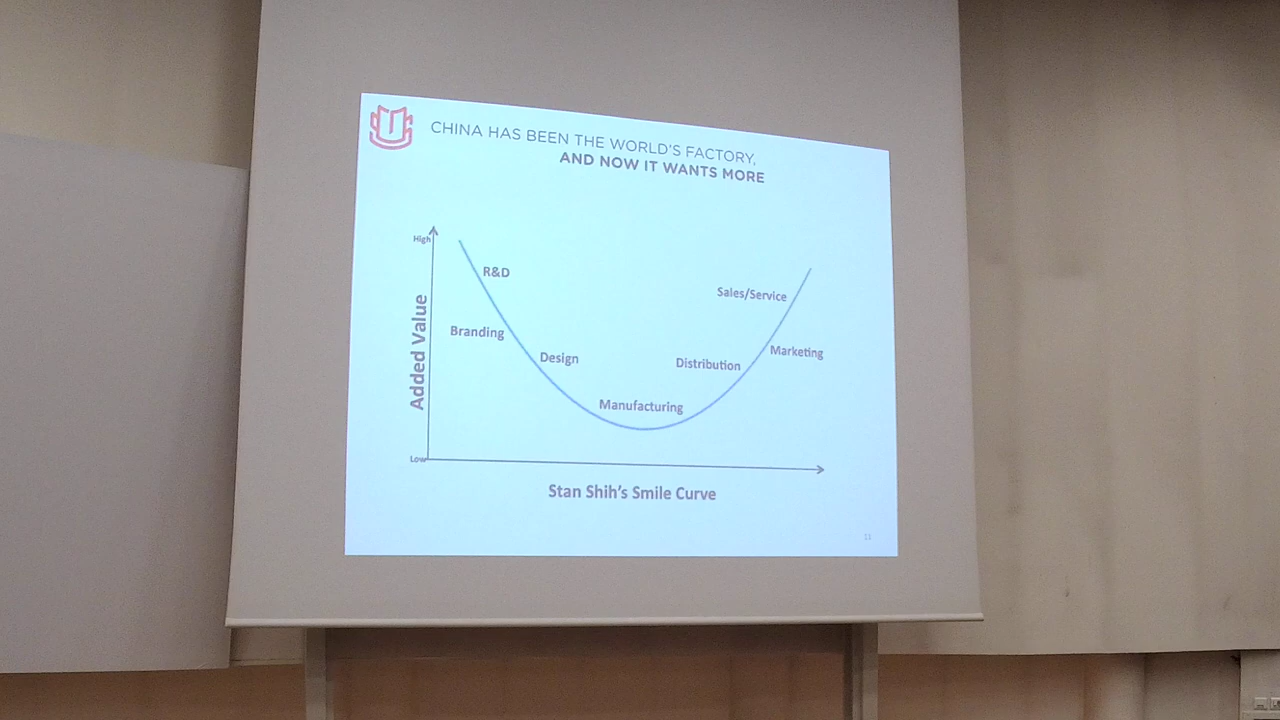 CHINA HAS BEEN THE WORLD'S FACTORY,
AND NOW IT WANTS MORE
High
R&D
Sales/Service
Branding
Design
Distribution
Marketing
Manufacturing
Added Value
Low
Stan Shih's Smile Curve